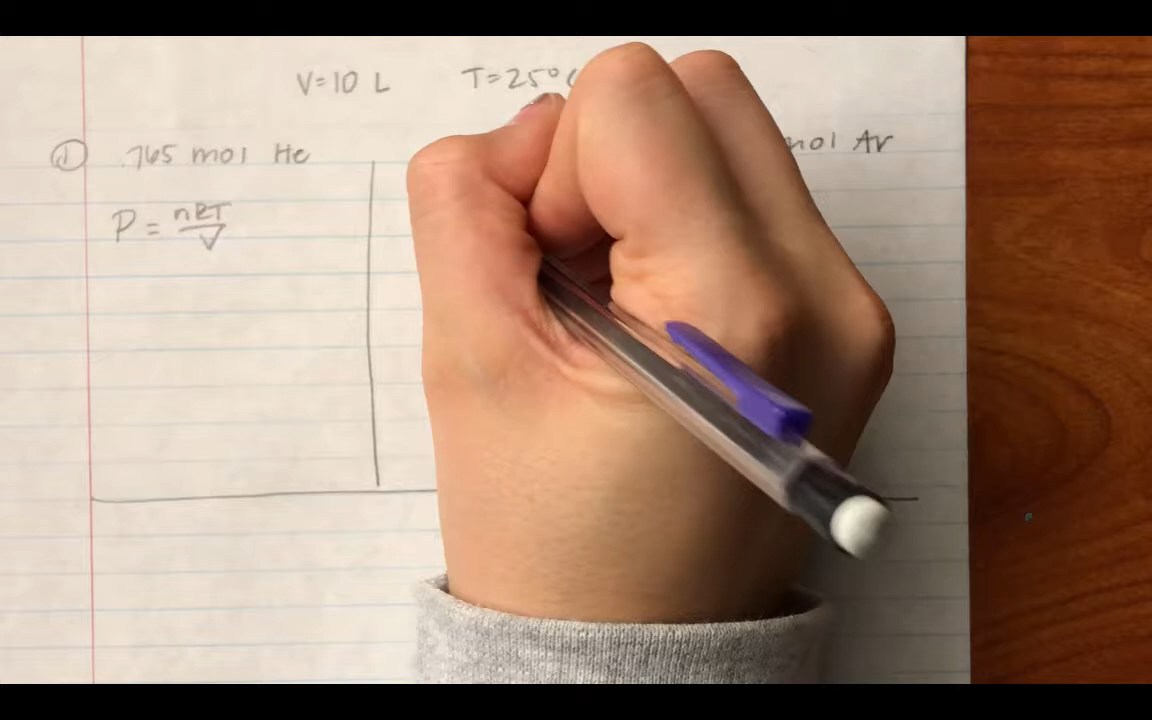 V=10 L T=25°C
① .765 mol He mol Ar
P = nRT/V